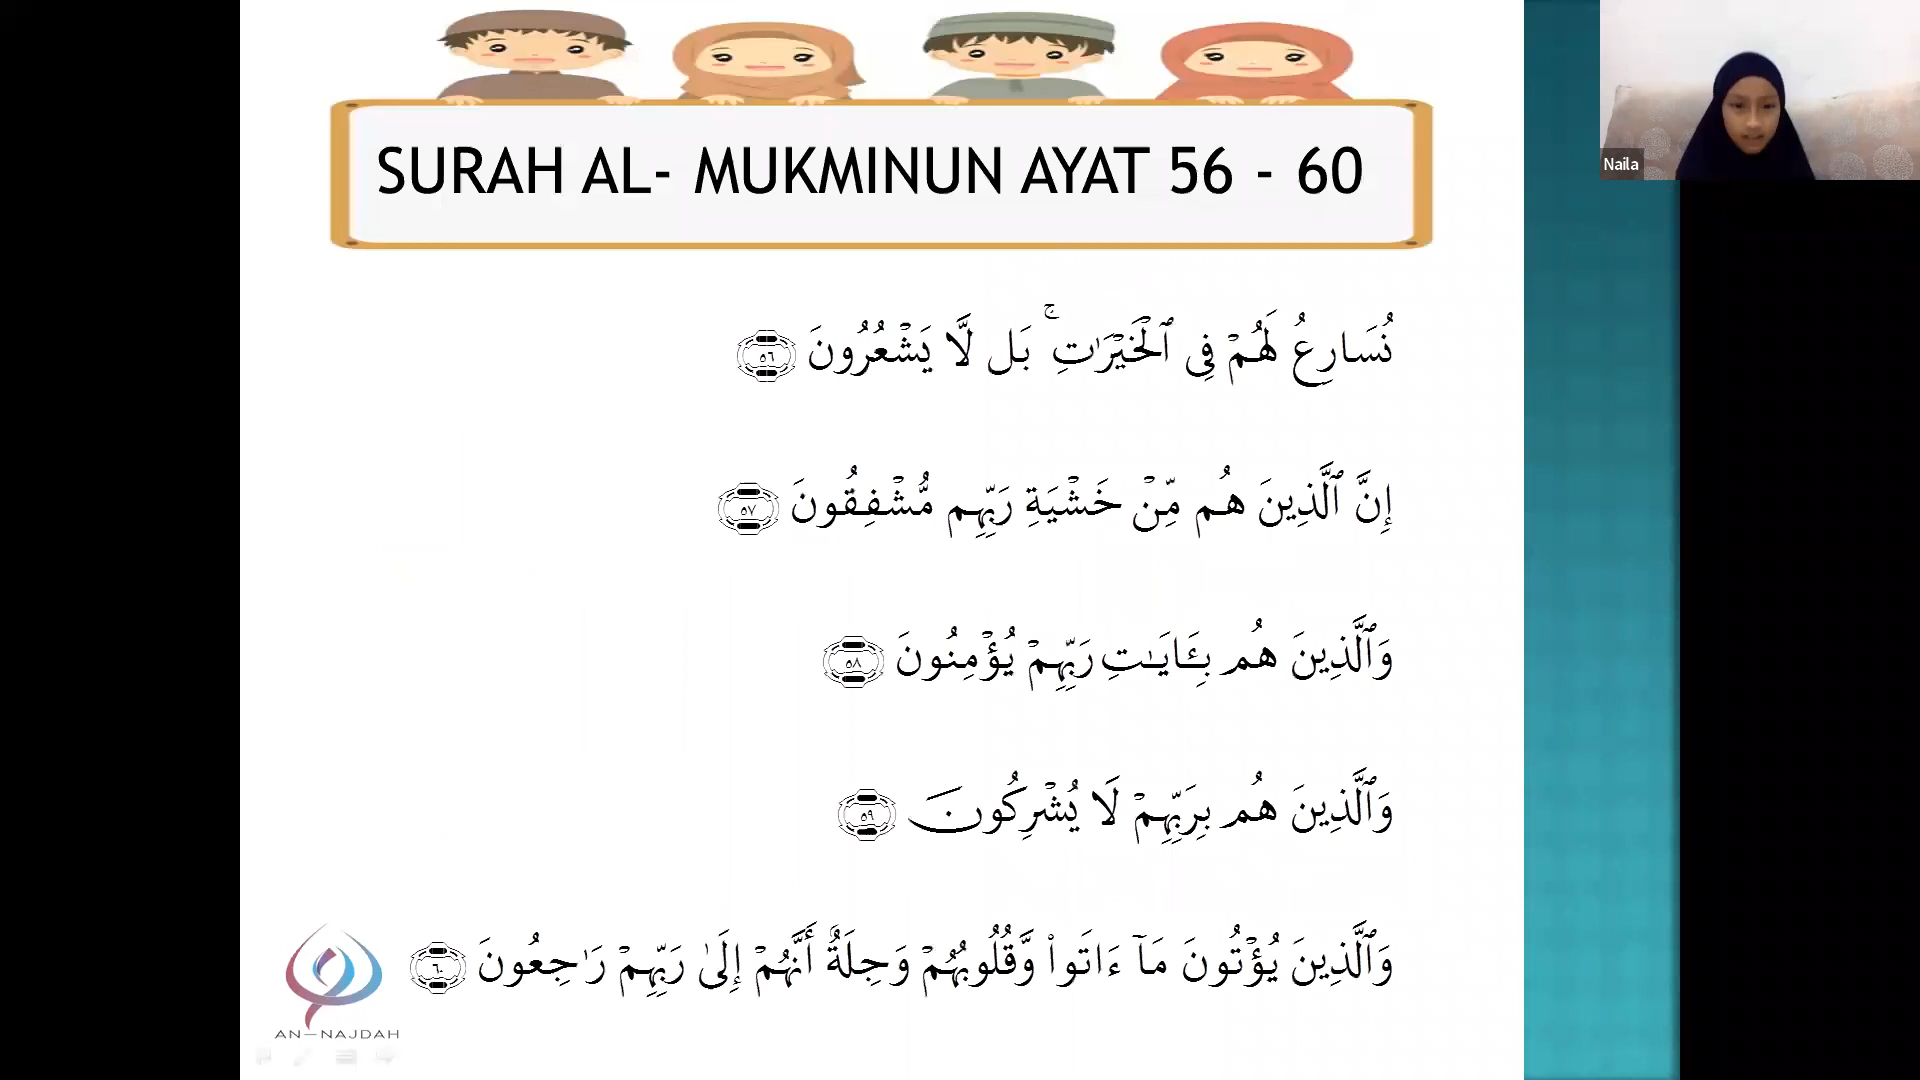 SURAH AL- MUKMINUN AYAT 56 - 60
Naila
نُسَارِعُ لَهُمْ فِى ٱلْخَيْرَٰتِ ۚ بَل لَّا يَشْعُرُونَ ٥٦
إِنَّ ٱلَّذِينَ هُم مِّنْ خَشْيَةِ رَبِّهِم مُّشْفِقُونَ ٥٧
وَٱلَّذِينَ هُم بِـَٔايَـٰتِ رَبِّهِمْ يُؤْمِنُونَ ٥٨
وَٱلَّذِينَ هُم بِرَبِّهِمْ لَا يُشْرِكُونَ ٥٩
وَٱلَّذِينَ يُؤْتُونَ مَآ ءَاتَوا۟ وَّقُلُوبُهُمْ وَجِلَةٌ أَنَّهُمْ إِلَىٰ رَبِّهِمْ رَٰجِعُونَ ٦٠
AN-NAJDAH